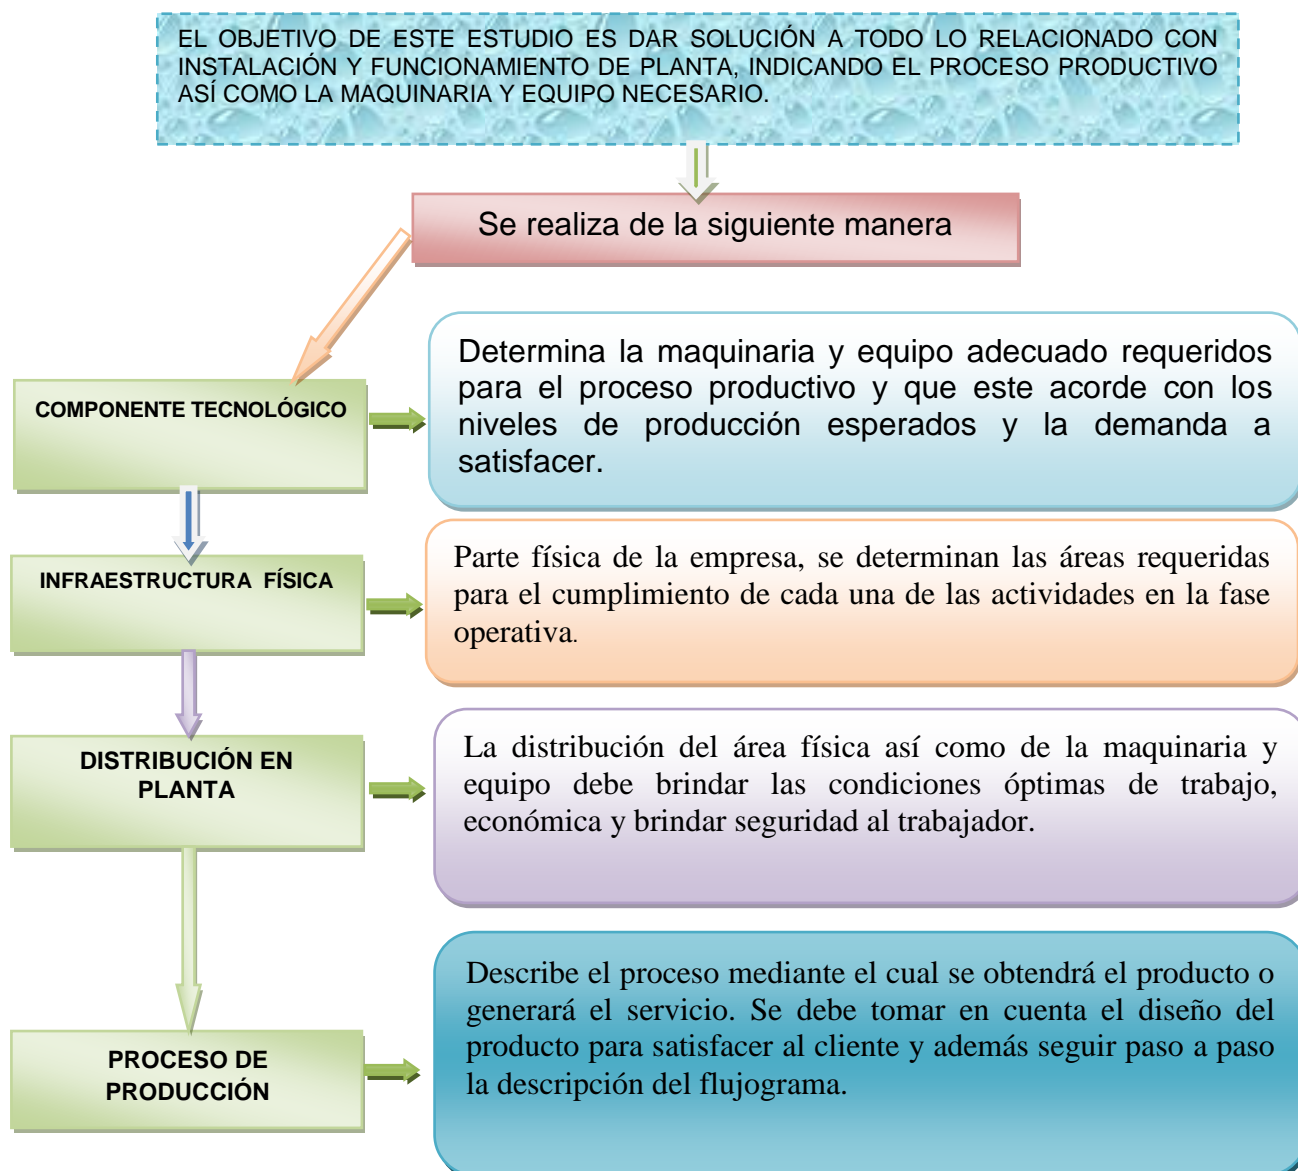 EL OBJETIVO DE ESTE ESTUDIO ES DAR SOLUCIÓN A TODO LO RELACIONADO CON
INSTALACIÓN Y FUNCIONAMIENTO DE PLANTA, INDICANDO EL PROCESO PRODUCTIVO
ASÍ COMO LA MAQUINARIA Y EQUIPO NECESARIO.
Se realiza de la siguiente manera
COMPONENTE TECNOLÓGICO
Determina la maquinaria y equipo adecuado requeridos
para el proceso productivo y que este acorde con los
niveles de producción esperados y la demanda a
satisfacer.
INFRAESTRUCTURA FÍSICA
Parte física de la empresa, se determinan las áreas requeridas
para el cumplimiento de cada una de las actividades en la fase
operativa.
DISTRIBUCIÓN EN
PLANTA
La distribución del área física así como de la maquinaria y
equipo debe brindar las condiciones óptimas de trabajo,
económica y brindar seguridad al trabajador.
PROCESO DE
PRODUCCIÓN
Describe el proceso mediante el cual se obtendrá el producto o
generará el servicio. Se debe tomar en cuenta el diseño del
producto para satisfacer al cliente y además seguir paso a paso
la descripción del flujograma.